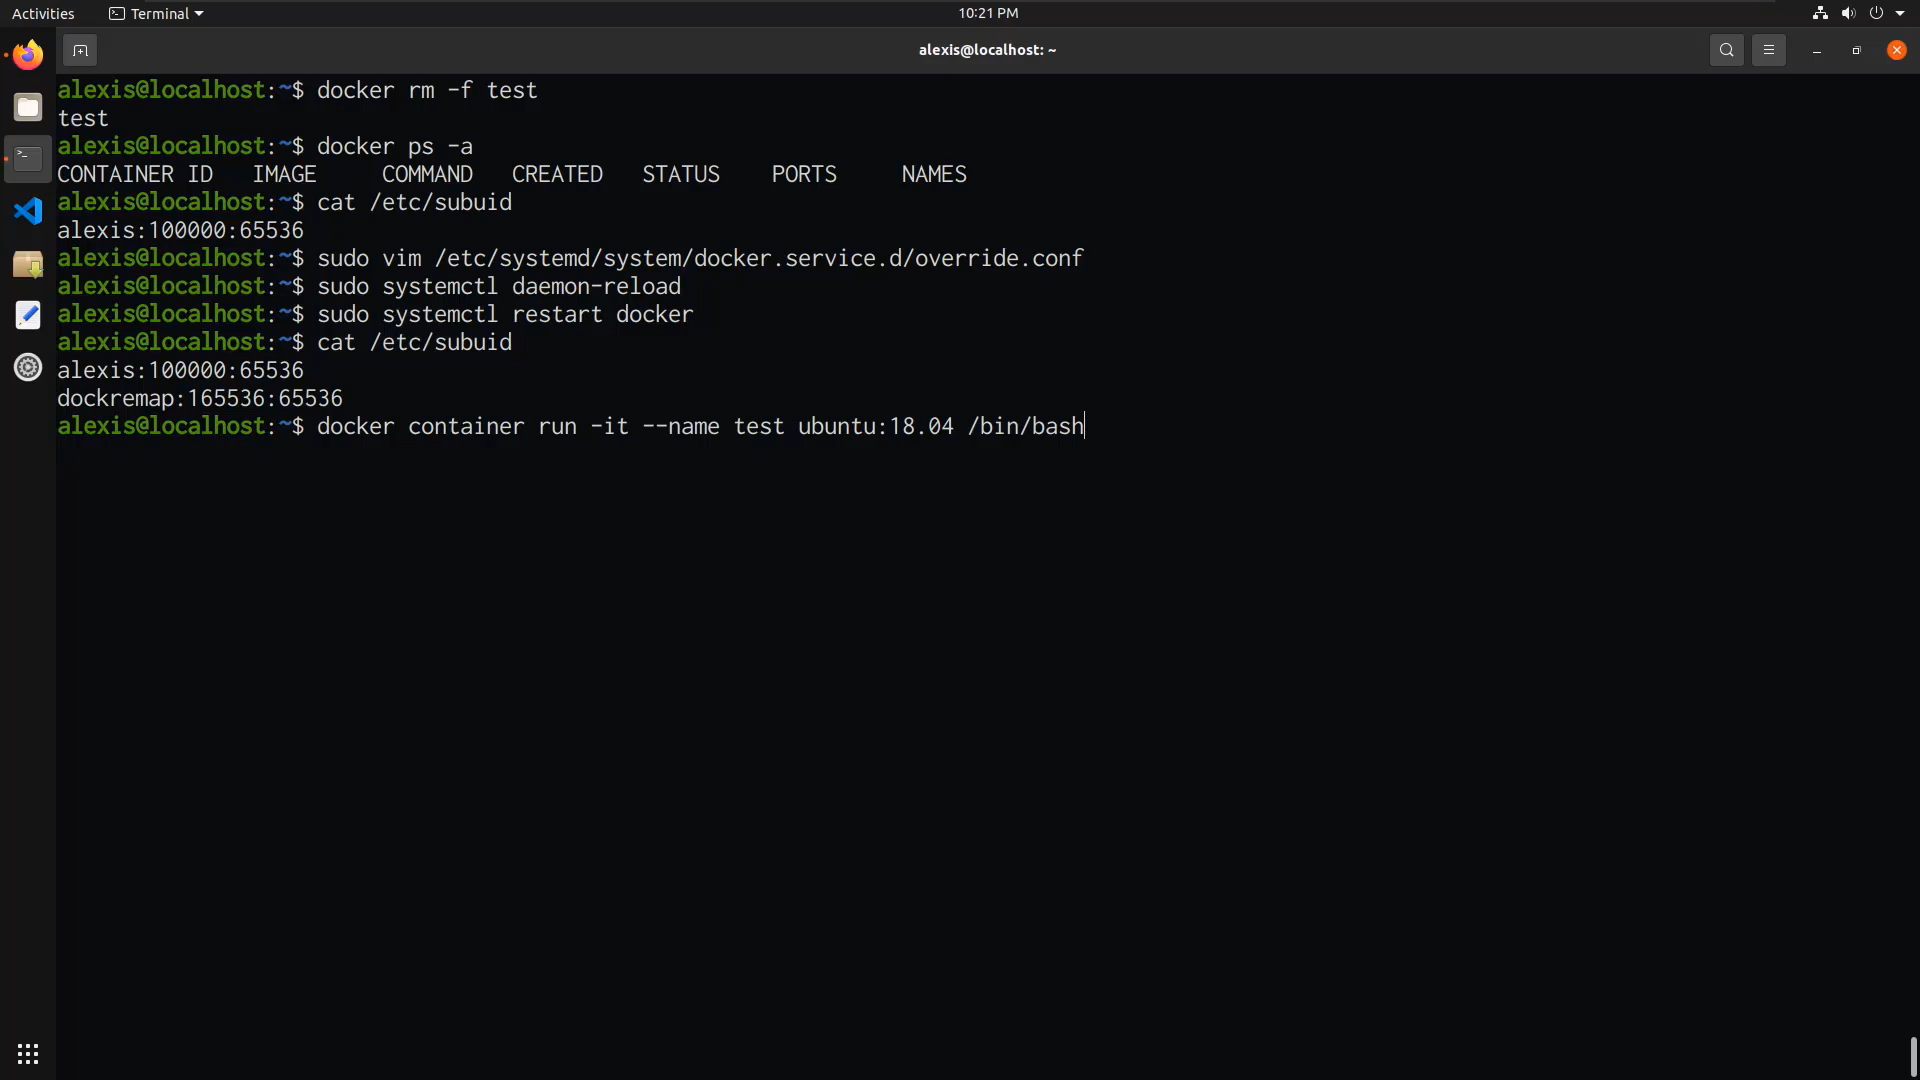 Activities Terminal 10:21 PM
alexis@localhost: ~
alexis@localhost:~$ docker rm -f test
test
alexis@localhost:~$ docker ps -a
CONTAINER ID   IMAGE     COMMAND   CREATED   STATUS    PORTS     NAMES
alexis@localhost:~$ cat /etc/subuid
alexis:100000:65536
alexis@localhost:~$ sudo vim /etc/systemd/system/docker.service.d/override.conf
alexis@localhost:~$ sudo systemctl daemon-reload
alexis@localhost:~$ sudo systemctl restart docker
alexis@localhost:~$ cat /etc/subuid
alexis:100000:65536
dockremap:165536:65536
alexis@localhost:~$ docker container run -it --name test ubuntu:18.04 /bin/bash